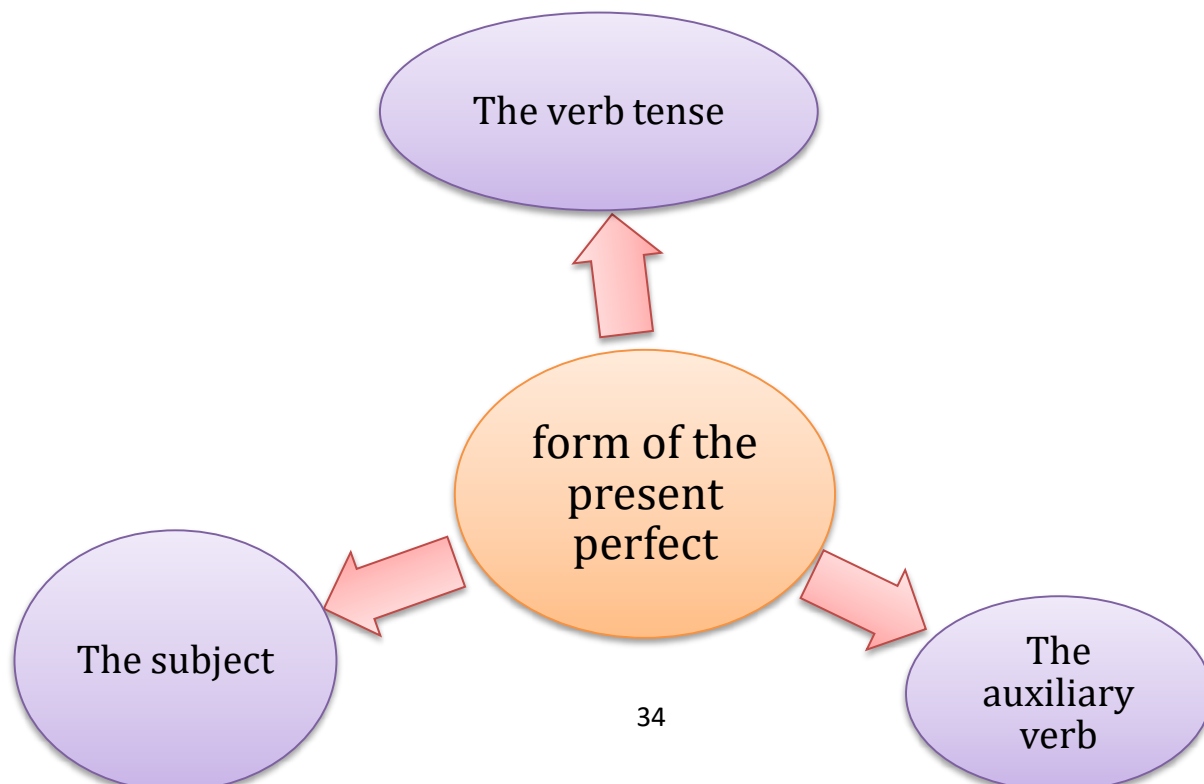 The verb tense
form of the
present
perfect
The subject
The
auxiliary
verb
34